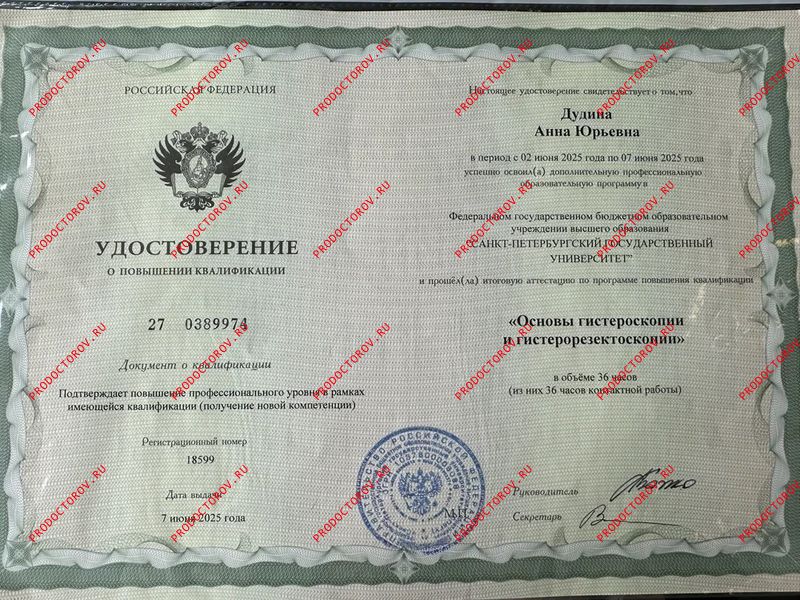 РОССИЙСКАЯ ФЕДЕРАЦИЯ
УДОСТОВЕРЕНИЕ
О ПОВЫШЕНИИ КВАЛИФИКАЦИИ
27 0389974
Документ о квалификации
Подтверждает повышение профессионального уровня в рамках
имеющейся квалификации (получение новой компетенции)
Регистрационный номер
18599
Дата выдачи
7 июня 2025 года
Настоящее удостоверение свидетельствует о том, что
Дудина
Анна Юрьевна
в период с 02 июня 2025 года по 07 июня 2025 года
успешно освоил(а) дополнительную профессиональную
образовательную программу в
Федеральном государственном бюджетном образовательном
учреждении высшего образования
"САНКТ-ПЕТЕРБУРГСКИЙ ГОСУДАРСТВЕННЫЙ
УНИВЕРСИТЕТ"
и прошёл(ла) итоговую аттестацию по программе повышения квалификации
«Основы гистероскопии
и гистерорезектоскопии»
в объёме 36 часов
(из них 36 часов контактной работы)
М.П.
Руководитель
Секретарь
PRODOCTOROV.RU